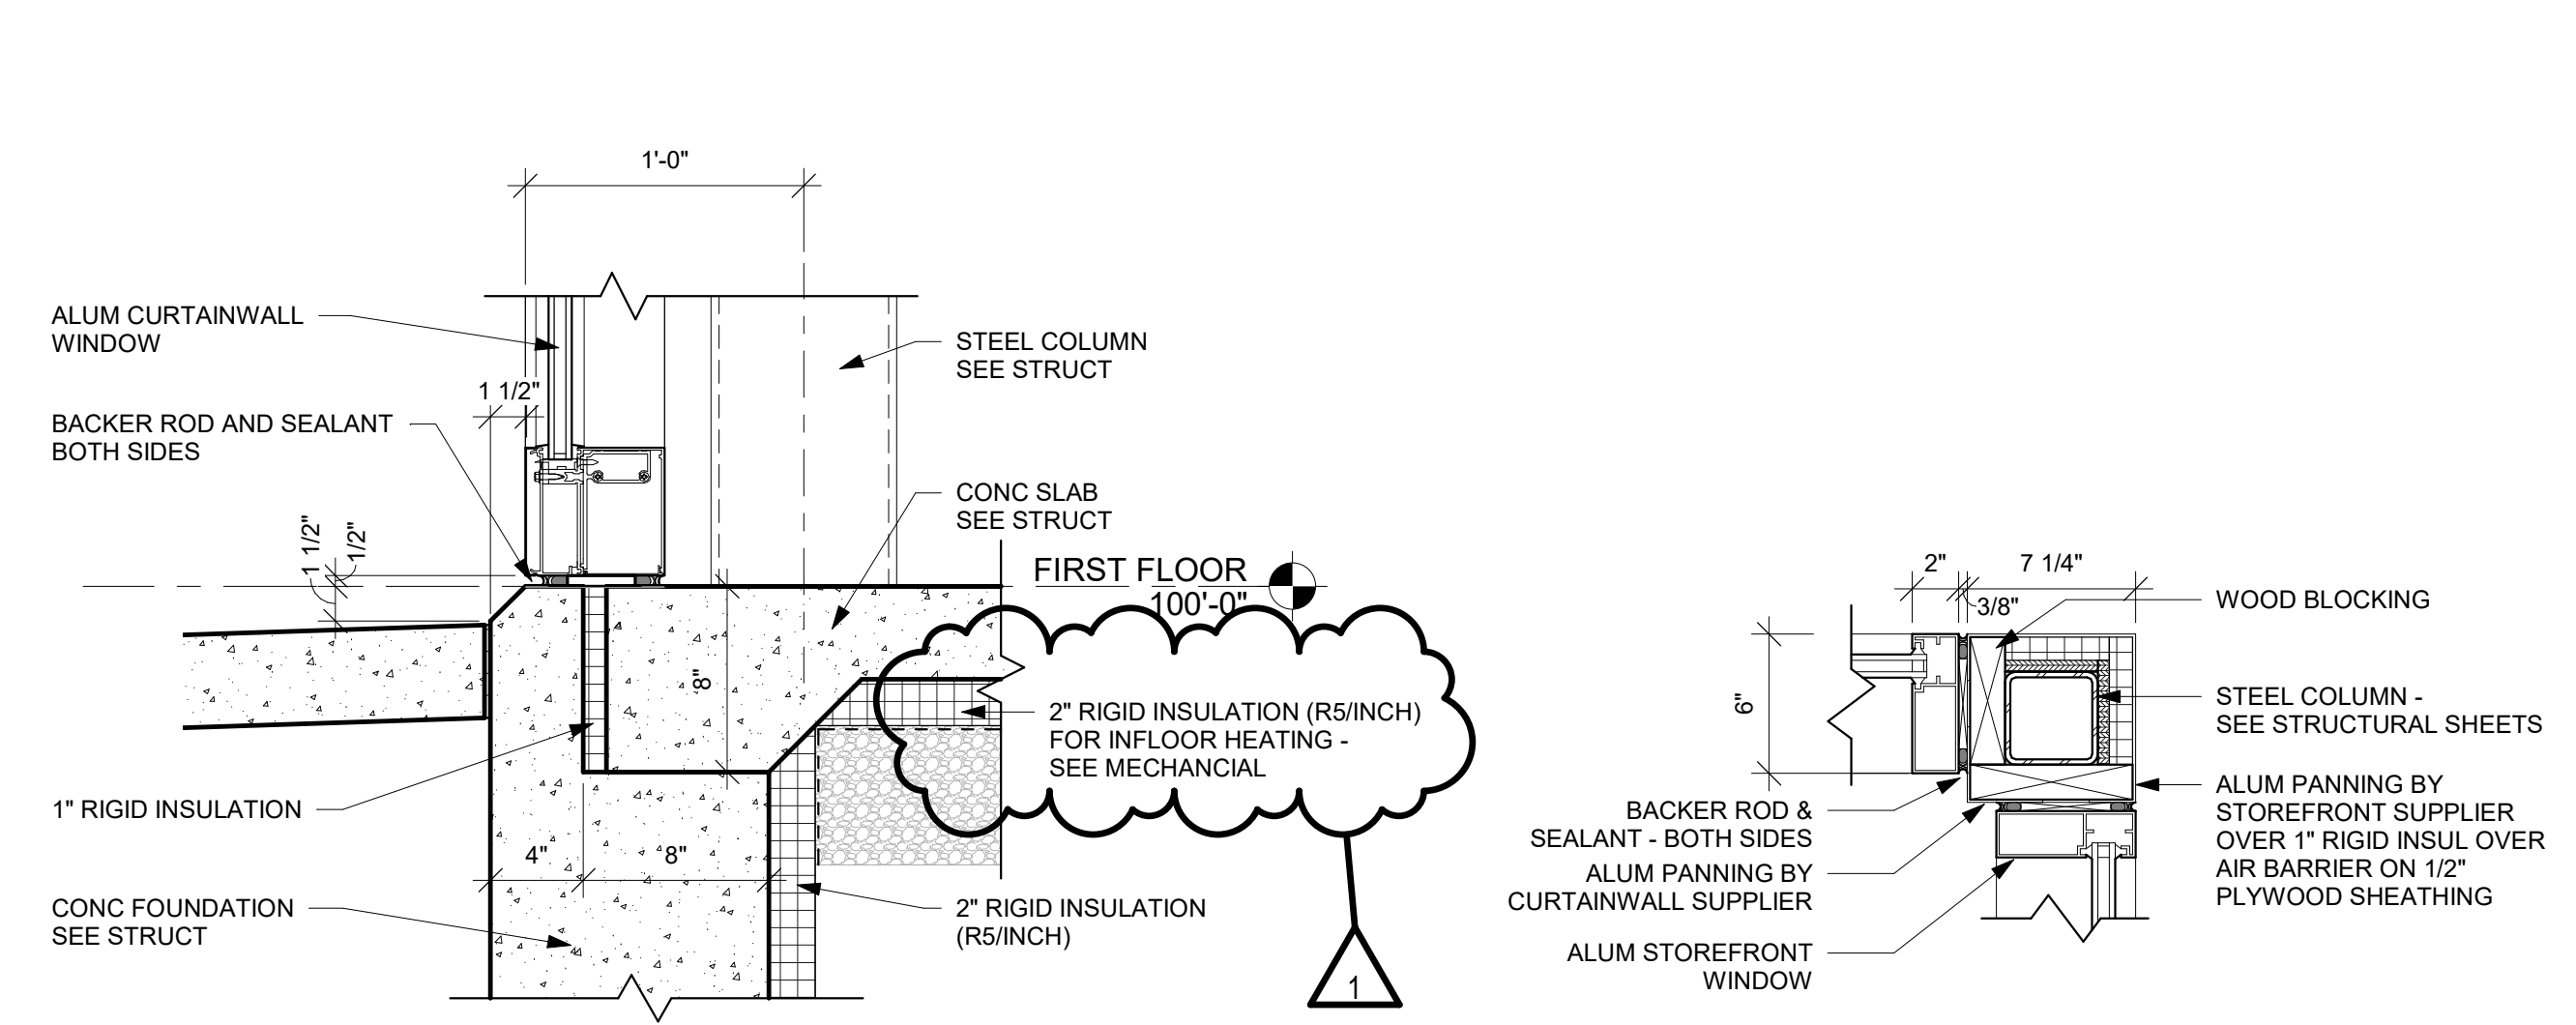 1'-0"
ALUM CURTAINWALL
WINDOW
1 1/2"
BACKER ROD AND SEALANT
BOTH SIDES
1 1/2"
1/2"
1" RIGID INSULATION
CONC FOUNDATION
SEE STRUCT
STEEL COLUMN
SEE STRUCT
CONC SLAB
SEE STRUCT
FIRST FLOOR
100'-0"
8"
2" RIGID INSULATION (R5/INCH)
FOR INFLOOR HEATING -
SEE MECHANCIAL
4"
8"
2" RIGID INSULATION
(R5/INCH)
1
2"
7 1/4"
3/8"
6"
WOOD BLOCKING
STEEL COLUMN -
SEE STRUCTURAL SHEETS
ALUM PANNING BY
STOREFRONT SUPPLIER
OVER 1" RIGID INSUL OVER
AIR BARRIER ON 1/2"
PLYWOOD SHEATHING
BACKER ROD &
SEALANT - BOTH SIDES
ALUM PANNING BY
CURTAINWALL SUPPLIER
ALUM STOREFRONT
WINDOW